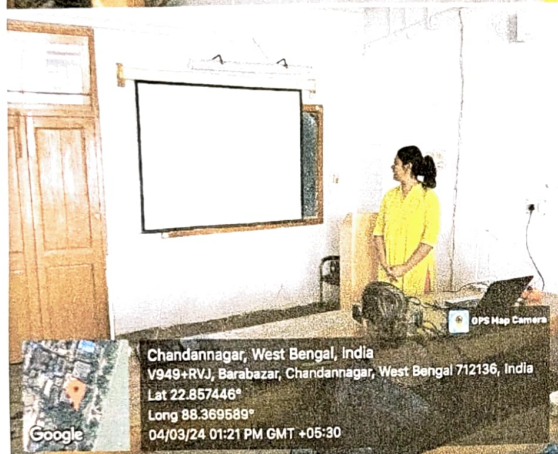 GPS Map Camera
Chandannagar, West Bengal, India
V949+RVJ, Barabazar, Chandannagar, West Bengal 712136, India
Lat 22.857446°
Long 88.369589°
04/03/24 01:21 PM GMT +05:30
Google